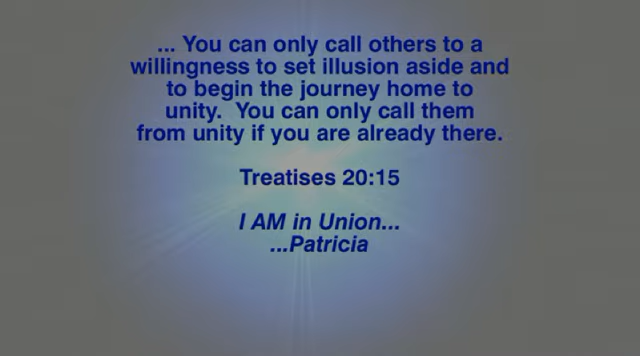 ... You can only call others to a
willingness to set illusion aside and
to begin the journey home to
unity.  You can only call them
from unity if you are already there.
Treatises 20:15
I AM in Union...
...Patricia